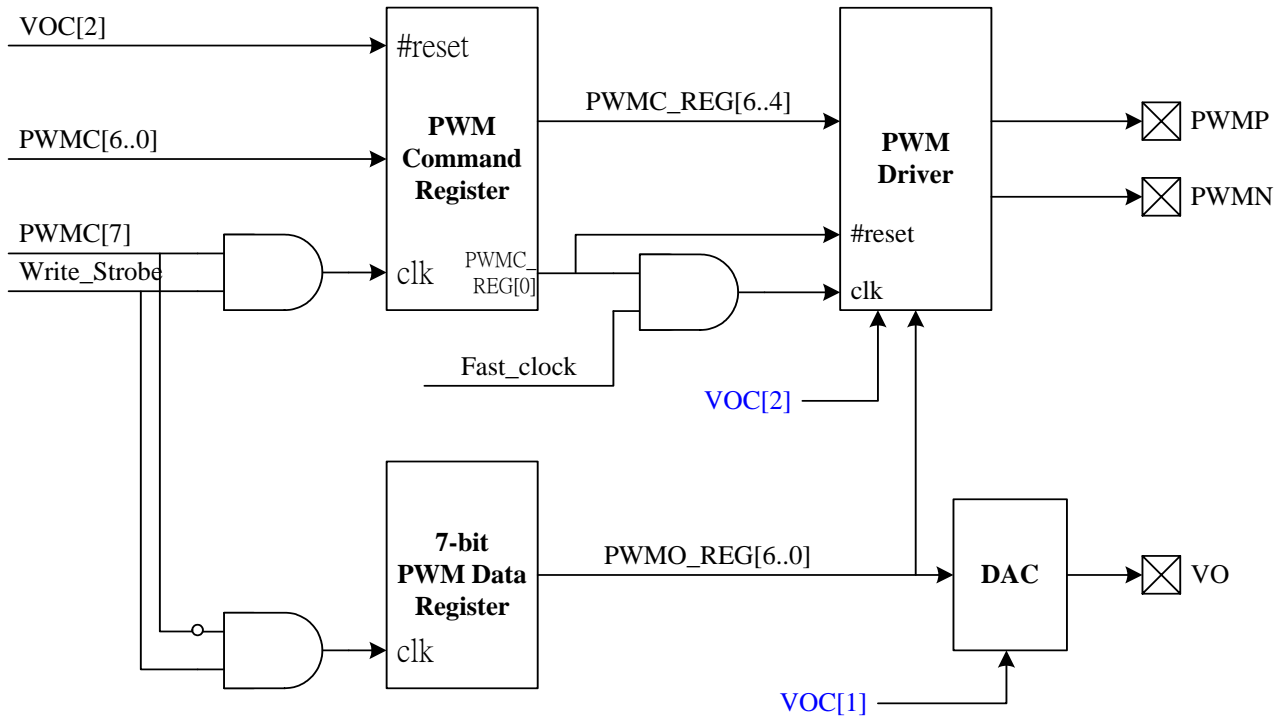 VOC[2]
#reset
PWMC[6..0]
PWM
Command
Register
PWMC_REG[6..4]
PWM
Driver
PWMP
PWMN
PWMC[7]
Write_Strobe
clk
PWMC_
REG[0]
#reset
clk
Fast_clock
VOC[2]
7-bit
PWM Data
Register
clk
PWMO_REG[6..0]
DAC
VO
VOC[1]